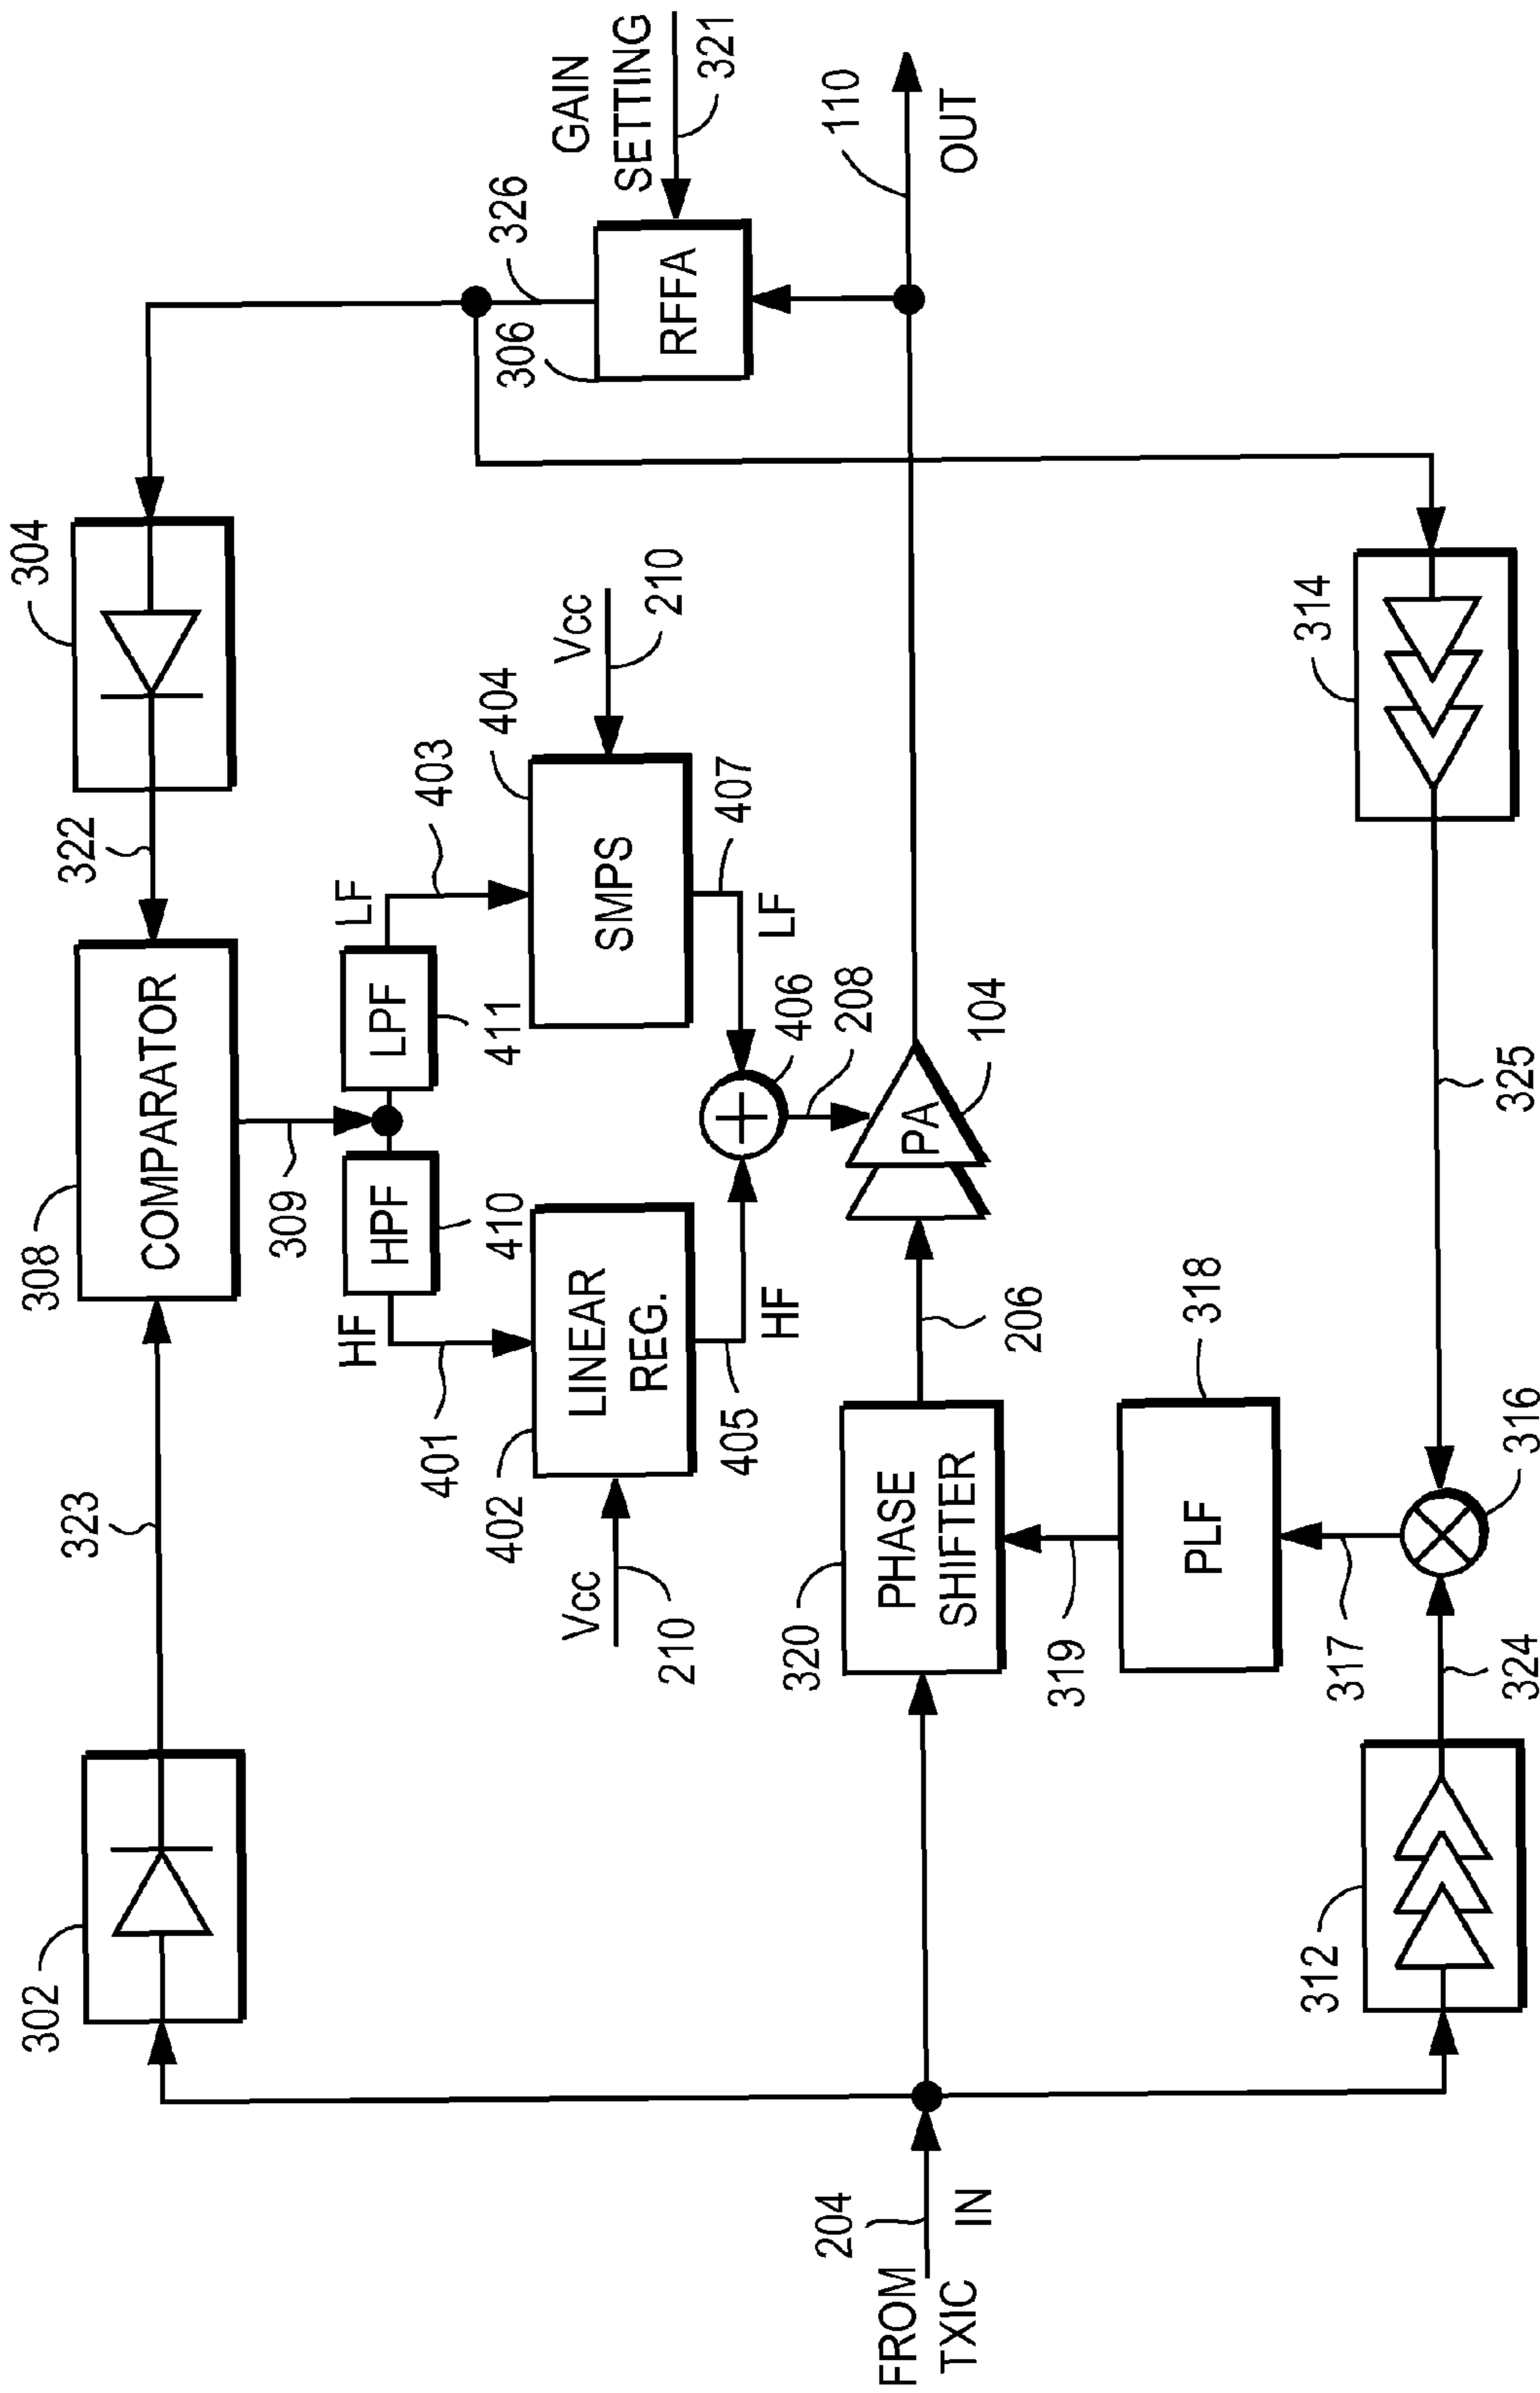 302
323
308
COMPARATOR
322
304
309
HF
HPF
410
LPF
411
LF
403
401
402
LINEAR
REG.
Vcc
210
405
HF
404
SMPS
Vcc
210
407
LF
406
208
326
306
RFFA
GAIN
SETTING
321
FROM
TXIC
204
IN
320
PHASE
SHIFTER
206
PA
104
110
OUT
319
PLF
318
317
312
324
316
325
314